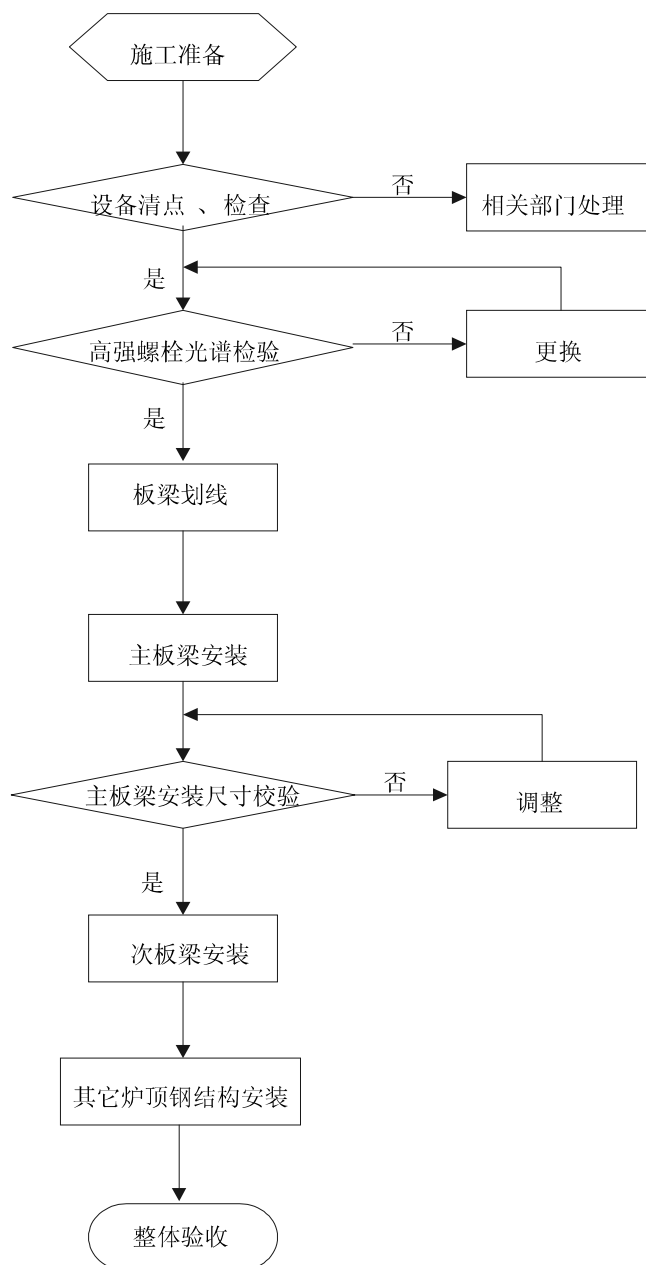 施工准备
设备清点 、检查
否
相关部门处理
是
高强螺栓光谱检验
否
更换
是
板梁划线
主板梁安装
主板梁安装尺寸校验
否
调整
是
次板梁安装
其它炉顶钢结构安装
整体验收